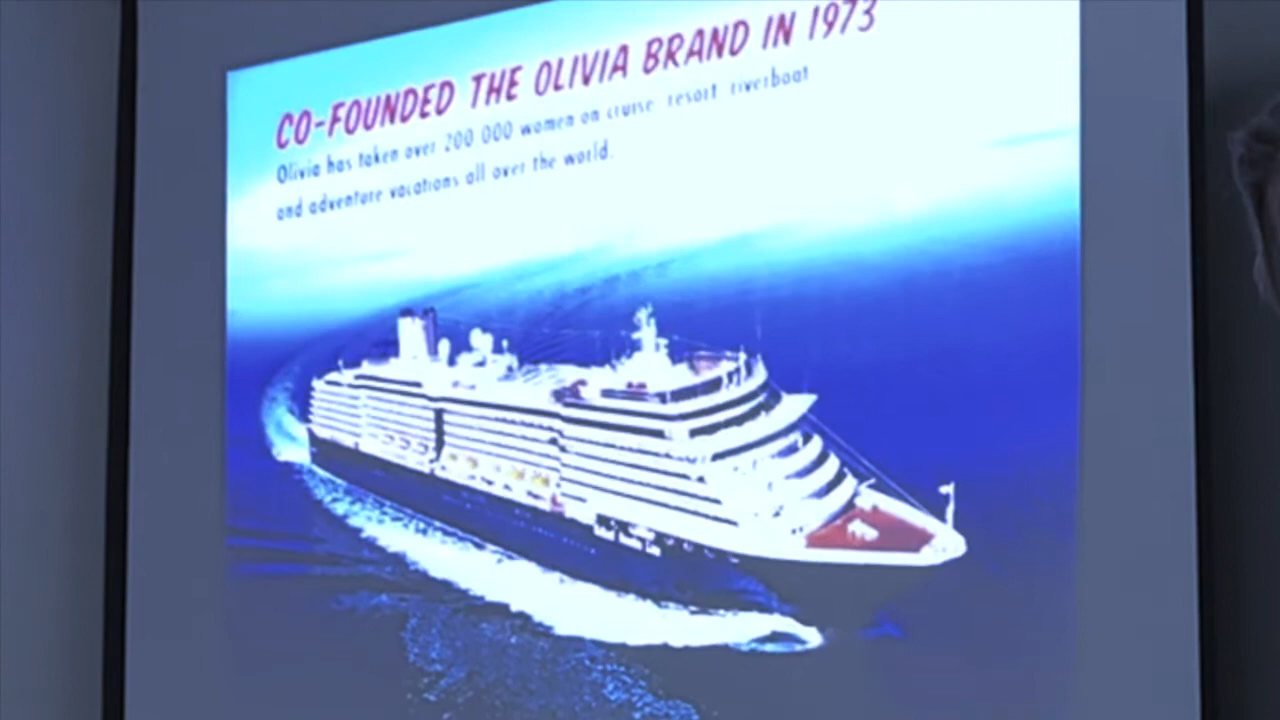 CO-FOUNDED THE OLIVIA BRAND IN 1973
Olivia has taken over 200 000 women on cruise resort riverboat
and adventure vacations all over the world.